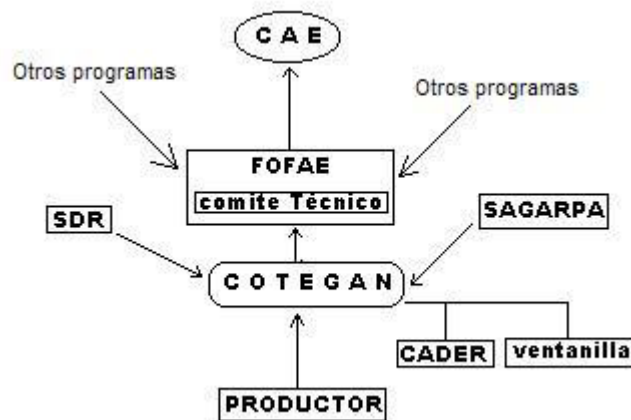 C A E
Otros programas
Otros programas
FOFAE
comite Técnico
SDR
SAGARPA
C O T E G A N
CADER
ventanilla
PRODUCTOR